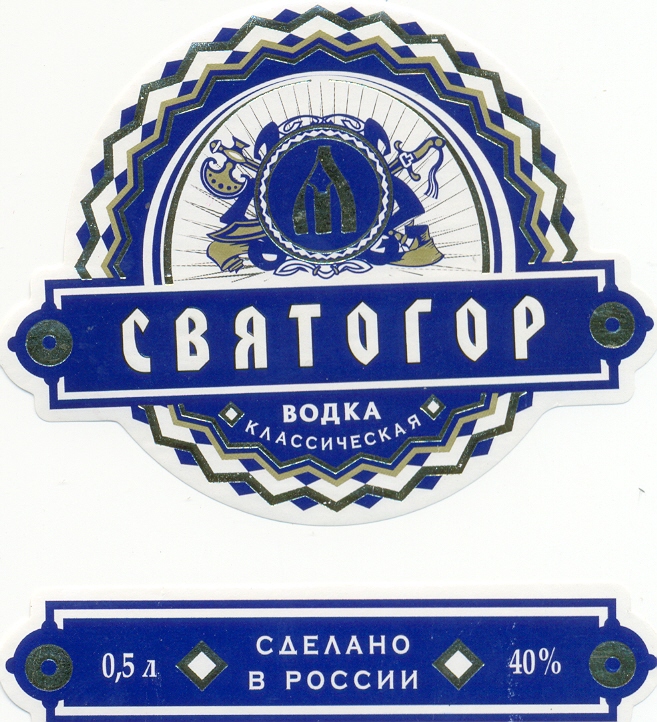 СВЯТОГОР
ВОДКА
КЛАССИЧЕСКАЯ
0,5 л
СДЕЛАНО
В РОССИИ
40%